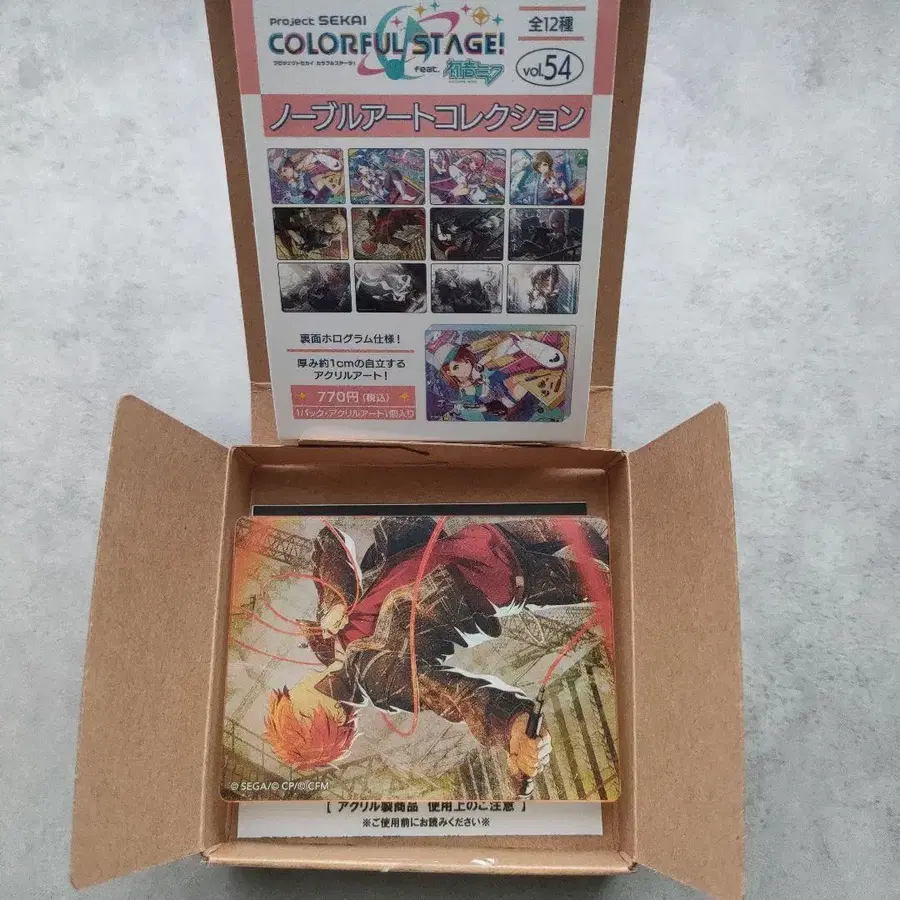 Project SEKAI
COLORFUL STAGE!
プロジェクトセカイ カラフルステージ！
feat. 初音ミク
全12種
vol.54
ノーブルアートコレクション
裏面ホログラム仕様！
厚み約1cmの自立する
アクリルアート！
770円(税込)
1パック・アクリルアート1個入り
© SEGA/© CP/© CFM
【 アクリル製商品 使用上のご注意 】
※ご使用前にお読みください※